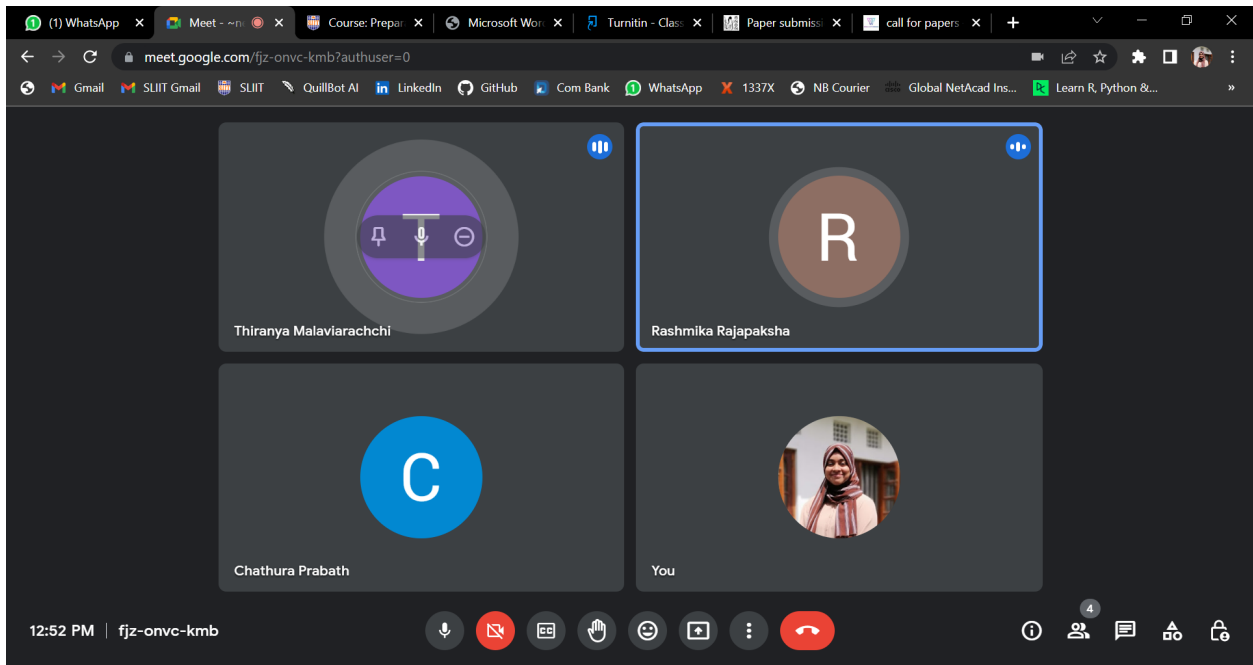 (1) WhatsApp
Meet - ~n
Course: Prepar
Microsoft Wor
Turnitin - Clas
Paper submissi
call for papers
meet.google.com/fjz-onvc-kmb?authuser=0
Gmail
SLIIT Gmail
SLIIT
QuillBot AI
LinkedIn
GitHub
Com Bank
WhatsApp
1337X
NB Courier
Global NetAcad Ins...
Learn R, Python &...
»
T
Thiranya Malaviarachchi
R
Rashmika Rajapaksha
C
Chathura Prabath
You
12:52 PM | fjz-onvc-kmb
4